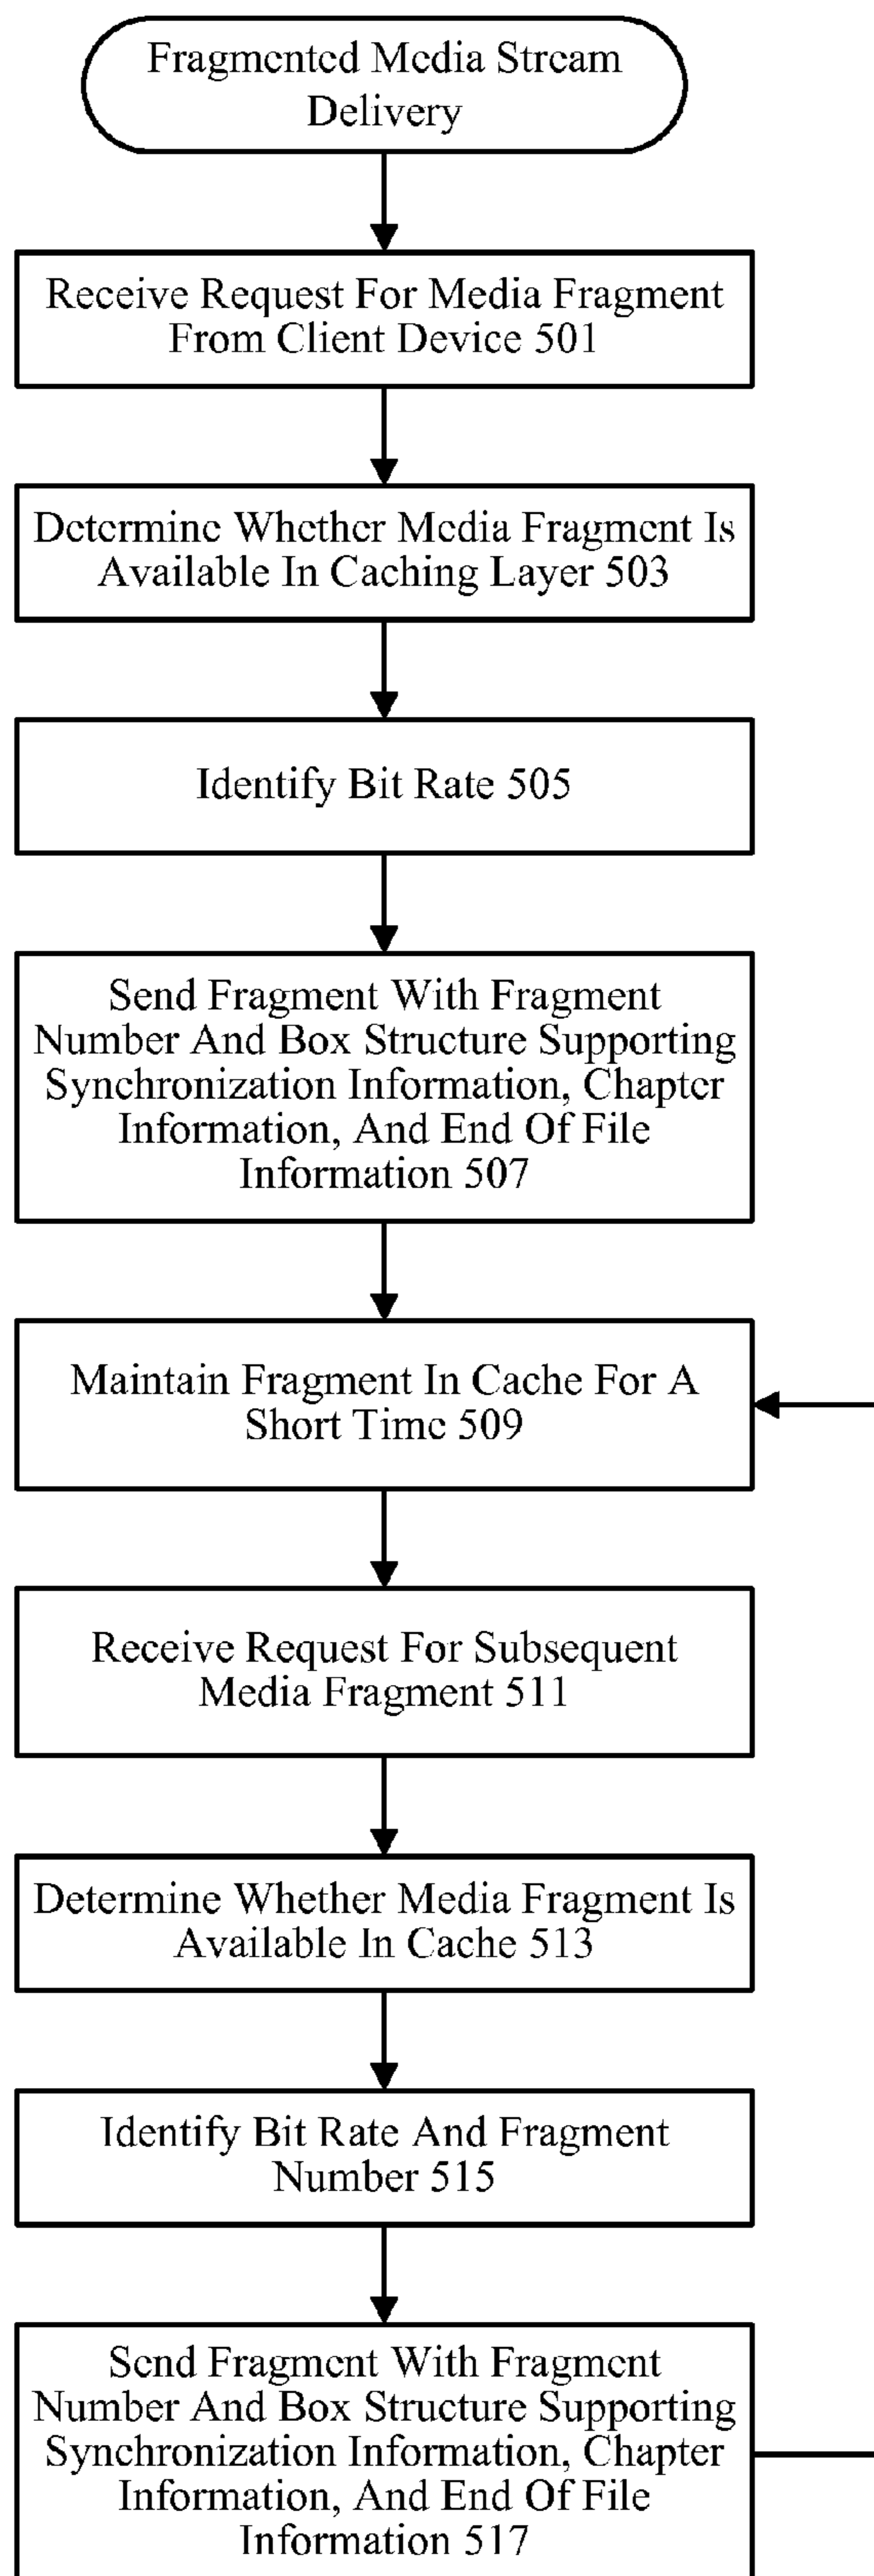 Fragmented Media Stream
Delivery
Receive Request For Media Fragment
From Client Device 501
Determine Whether Media Fragment Is
Available In Caching Layer 503
Identify Bit Rate 505
Send Fragment With Fragment
Number And Box Structure Supporting
Synchronization Information, Chapter
Information, And End Of File
Information 507
Maintain Fragment In Cache For A
Short Time 509
Receive Request For Subsequent
Media Fragment 511
Determine Whether Media Fragment Is
Available In Cache 513
Identify Bit Rate And Fragment
Number 515
Send Fragment With Fragment
Number And Box Structure Supporting
Synchronization Information, Chapter
Information, And End Of File
Information 517